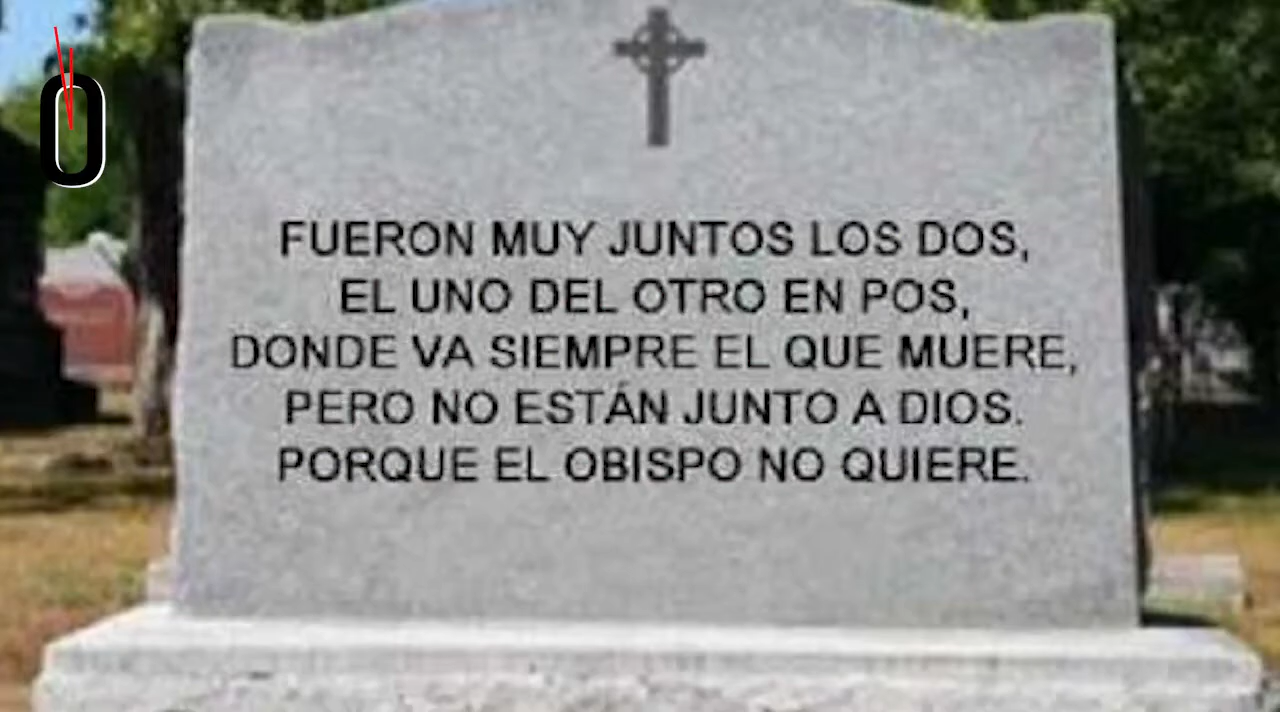 0
FUERON MUY JUNTOS LOS DOS,
EL UNO DEL OTRO EN POS,
DONDE VA SIEMPRE EL QUE MUERE,
PERO NO ESTÁN JUNTO A DIOS.
PORQUE EL OBISPO NO QUIERE.